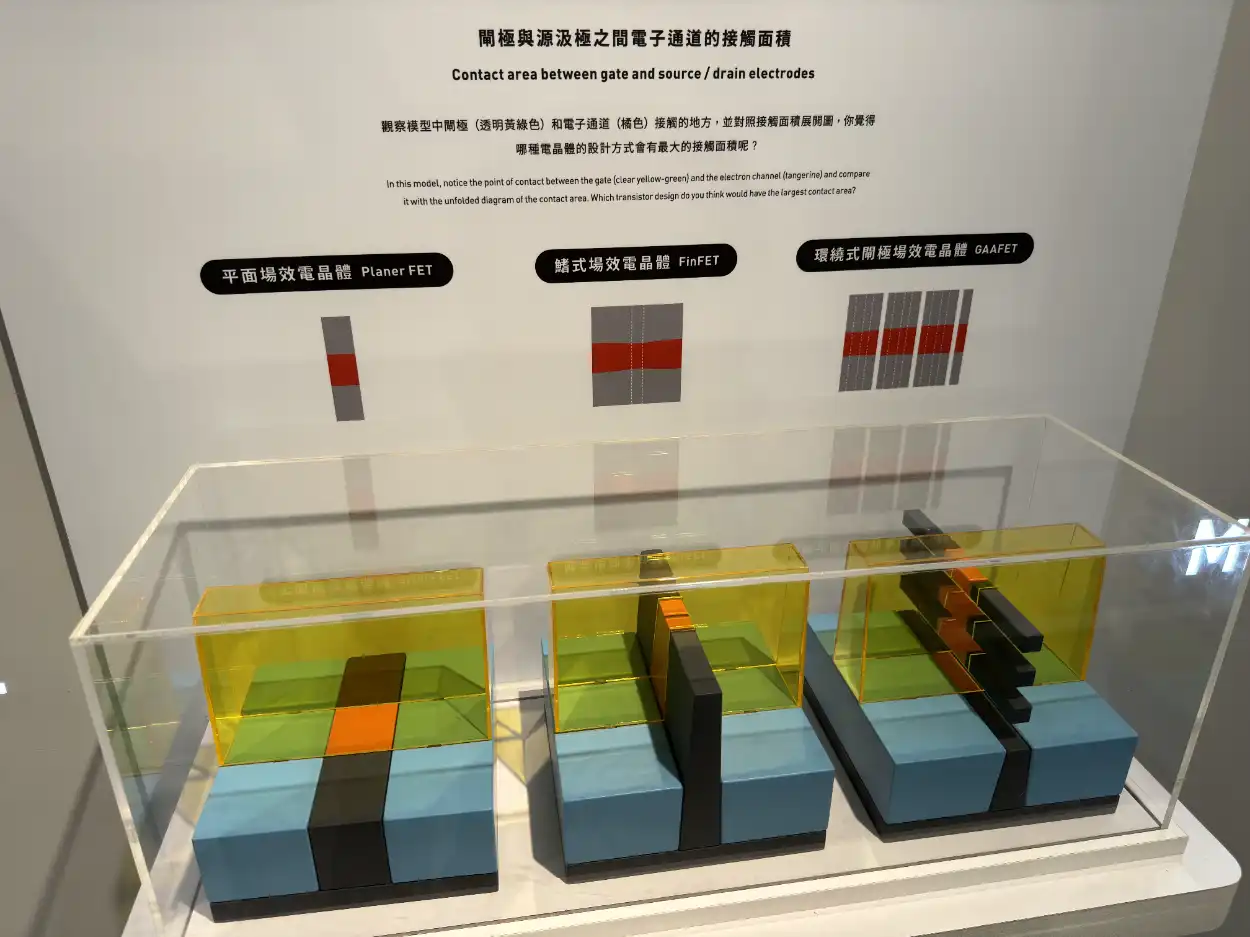 閘極與源汲極之間電子通道的接觸面積
Contact area between gate and source / drain electrodes
觀察模型中閘極（透明黃綠色）和電子通道（橘色）接觸的地方，並對照接觸面積展開圖，你覺得
哪種電晶體的設計方式會有最大的接觸面積呢？
In this model, notice the point of contact between the gate (clear yellow-green) and the electron channel (tangerine) and compare
it with the unfolded diagram of the contact area. Which transistor design do you think would have the largest contact area?
平面場效電晶體 Planer FET
鰭式場效電晶體 FinFET
環繞式閘極場效電晶體 GAAFET